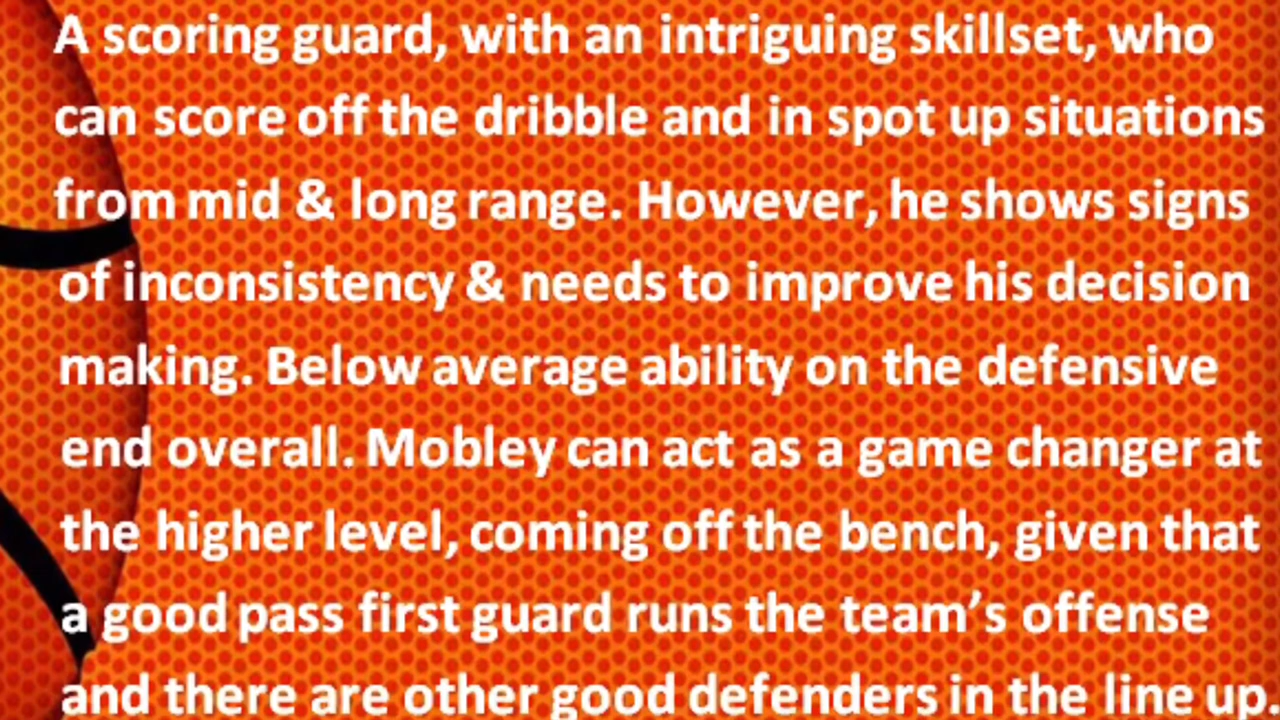 A scoring guard, with an intriguing skillset, who
can score off the dribble and in spot up situations
from mid & long range. However, he shows signs
of inconsistency & needs to improve his decision
making. Below average ability on the defensive
end overall. Mobley can act as a game changer at
the higher level, coming off the bench, given that
a good pass first guard runs the team’s offense
and there are other good defenders in the line up.